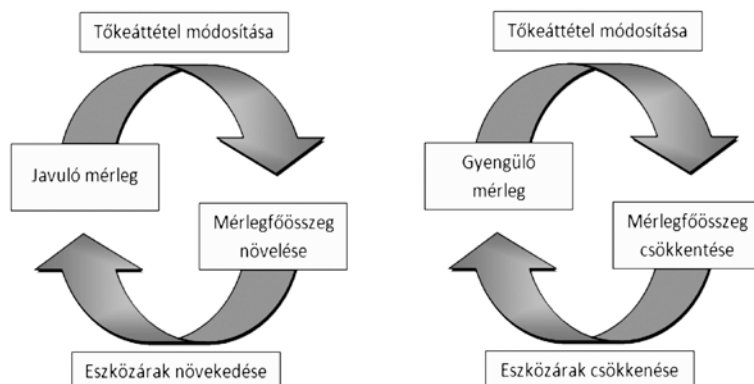 Tőkeáttétel módosítása
Javuló mérleg
Mérlegfőösszeg
növelése
Eszközárak növekedése
Tőkeáttétel módosítása
Gyengülő
mérleg
Mérlegfőösszeg
csökkentése
Eszközárak csökkenése